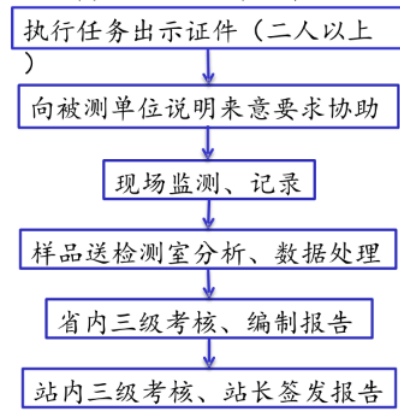 执行任务出示证件（二人以上
）
向被测单位说明来意要求协助
现场监测、记录
样品送检测室分析、数据处理
省内三级考核、编制报告
站内三级考核、站长签发报告